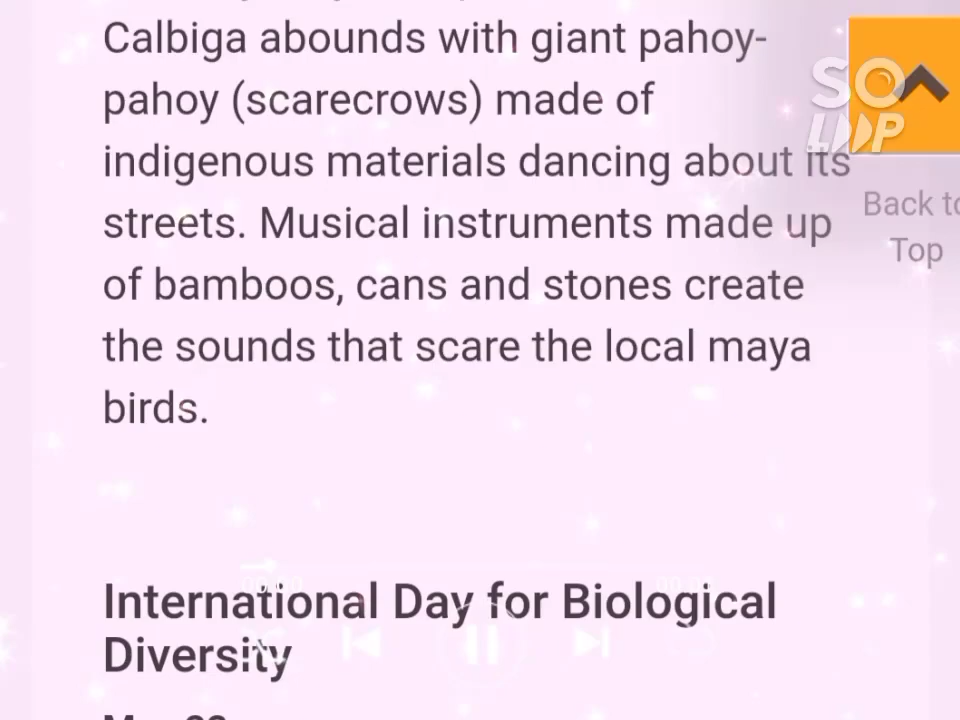 Calbiga abounds with giant pahoy-
pahoy (scarecrows) made of
indigenous materials dancing about its
streets. Musical instruments made up
of bamboos, cans and stones create
the sounds that scare the local maya
birds.
SO
LOOP
Back to
Top
International Day for Biological
Diversity